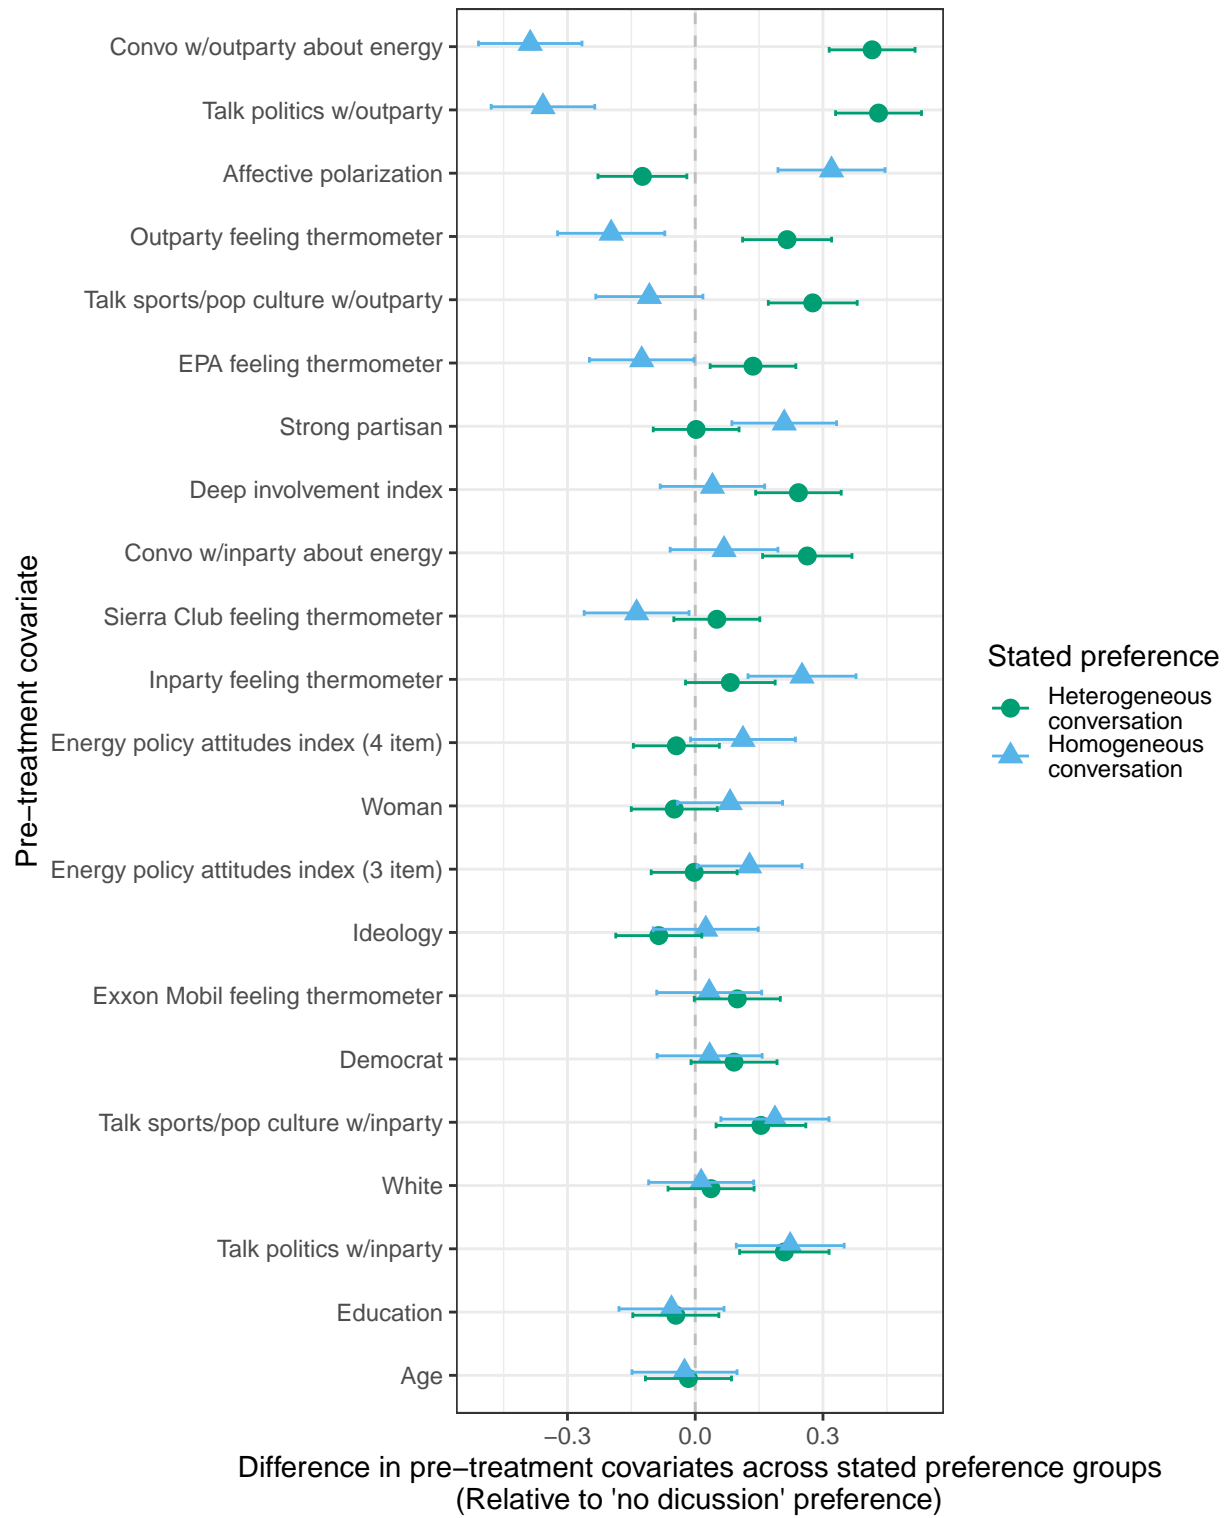 Convo w/outparty about energy
Talk politics w/outparty
Affective polarization
Outparty feeling thermometer
Talk sports/pop culture w/outparty
EPA feeling thermometer
Strong partisan
Deep involvement index
Convo w/inparty about energy
Sierra Club feeling thermometer
Inparty feeling thermometer
Energy policy attitudes index (4 item)
Woman
Energy policy attitudes index (3 item)
Ideology
Exxon Mobil feeling thermometer
Democrat
Talk sports/pop culture w/inparty
White
Talk politics w/inparty
Education
Age
Pre−treatment covariate
−0.3 0.0 0.3
Difference in pre−treatment covariates across stated preference groups
(Relative to 'no dicussion' preference)
Stated preference
Heterogeneous
conversation
Homogeneous
conversation